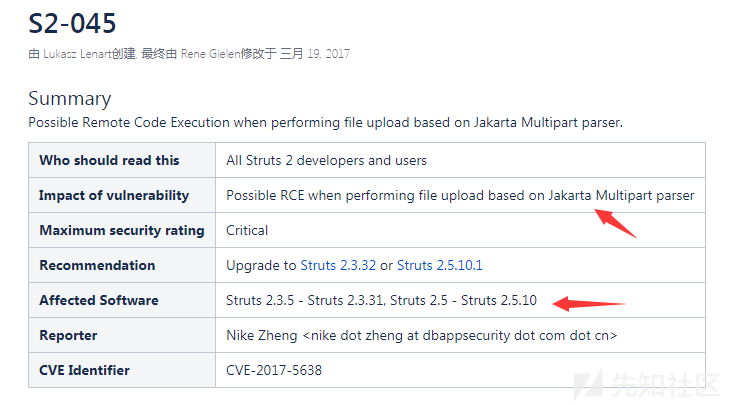 S2-045
由 Lukasz Lenart创建, 最终由 Rene Gielen修改于 三月 19, 2017
Summary
Possible Remote Code Execution when performing file upload based on Jakarta Multipart parser.
Who should read this All Struts 2 developers and users
Impact of vulnerability Possible RCE when performing file upload based on Jakarta Multipart parser
Maximum security rating Critical
Recommendation Upgrade to Struts 2.3.32 or Struts 2.5.10.1
Affected Software Struts 2.3.5 - Struts 2.3.31, Struts 2.5 - Struts 2.5.10
Reporter Nike Zheng <nike dot zheng at dbappsecurity dot com dot cn>
CVE Identifier CVE-2017-5638
先知社区